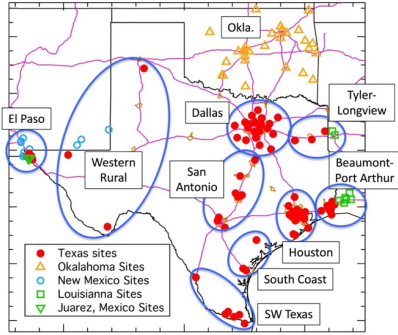 Okla.
El Paso
Dallas
Tyler-
Longview
Western
Rural
San
Antonio
Beaumont-
Port Arthur
Houston
South Coast
SW Texas
Texas sites
Okalahoma Sites
New Mexico Sites
Louisianna Sites
Juarez, Mexico Sites